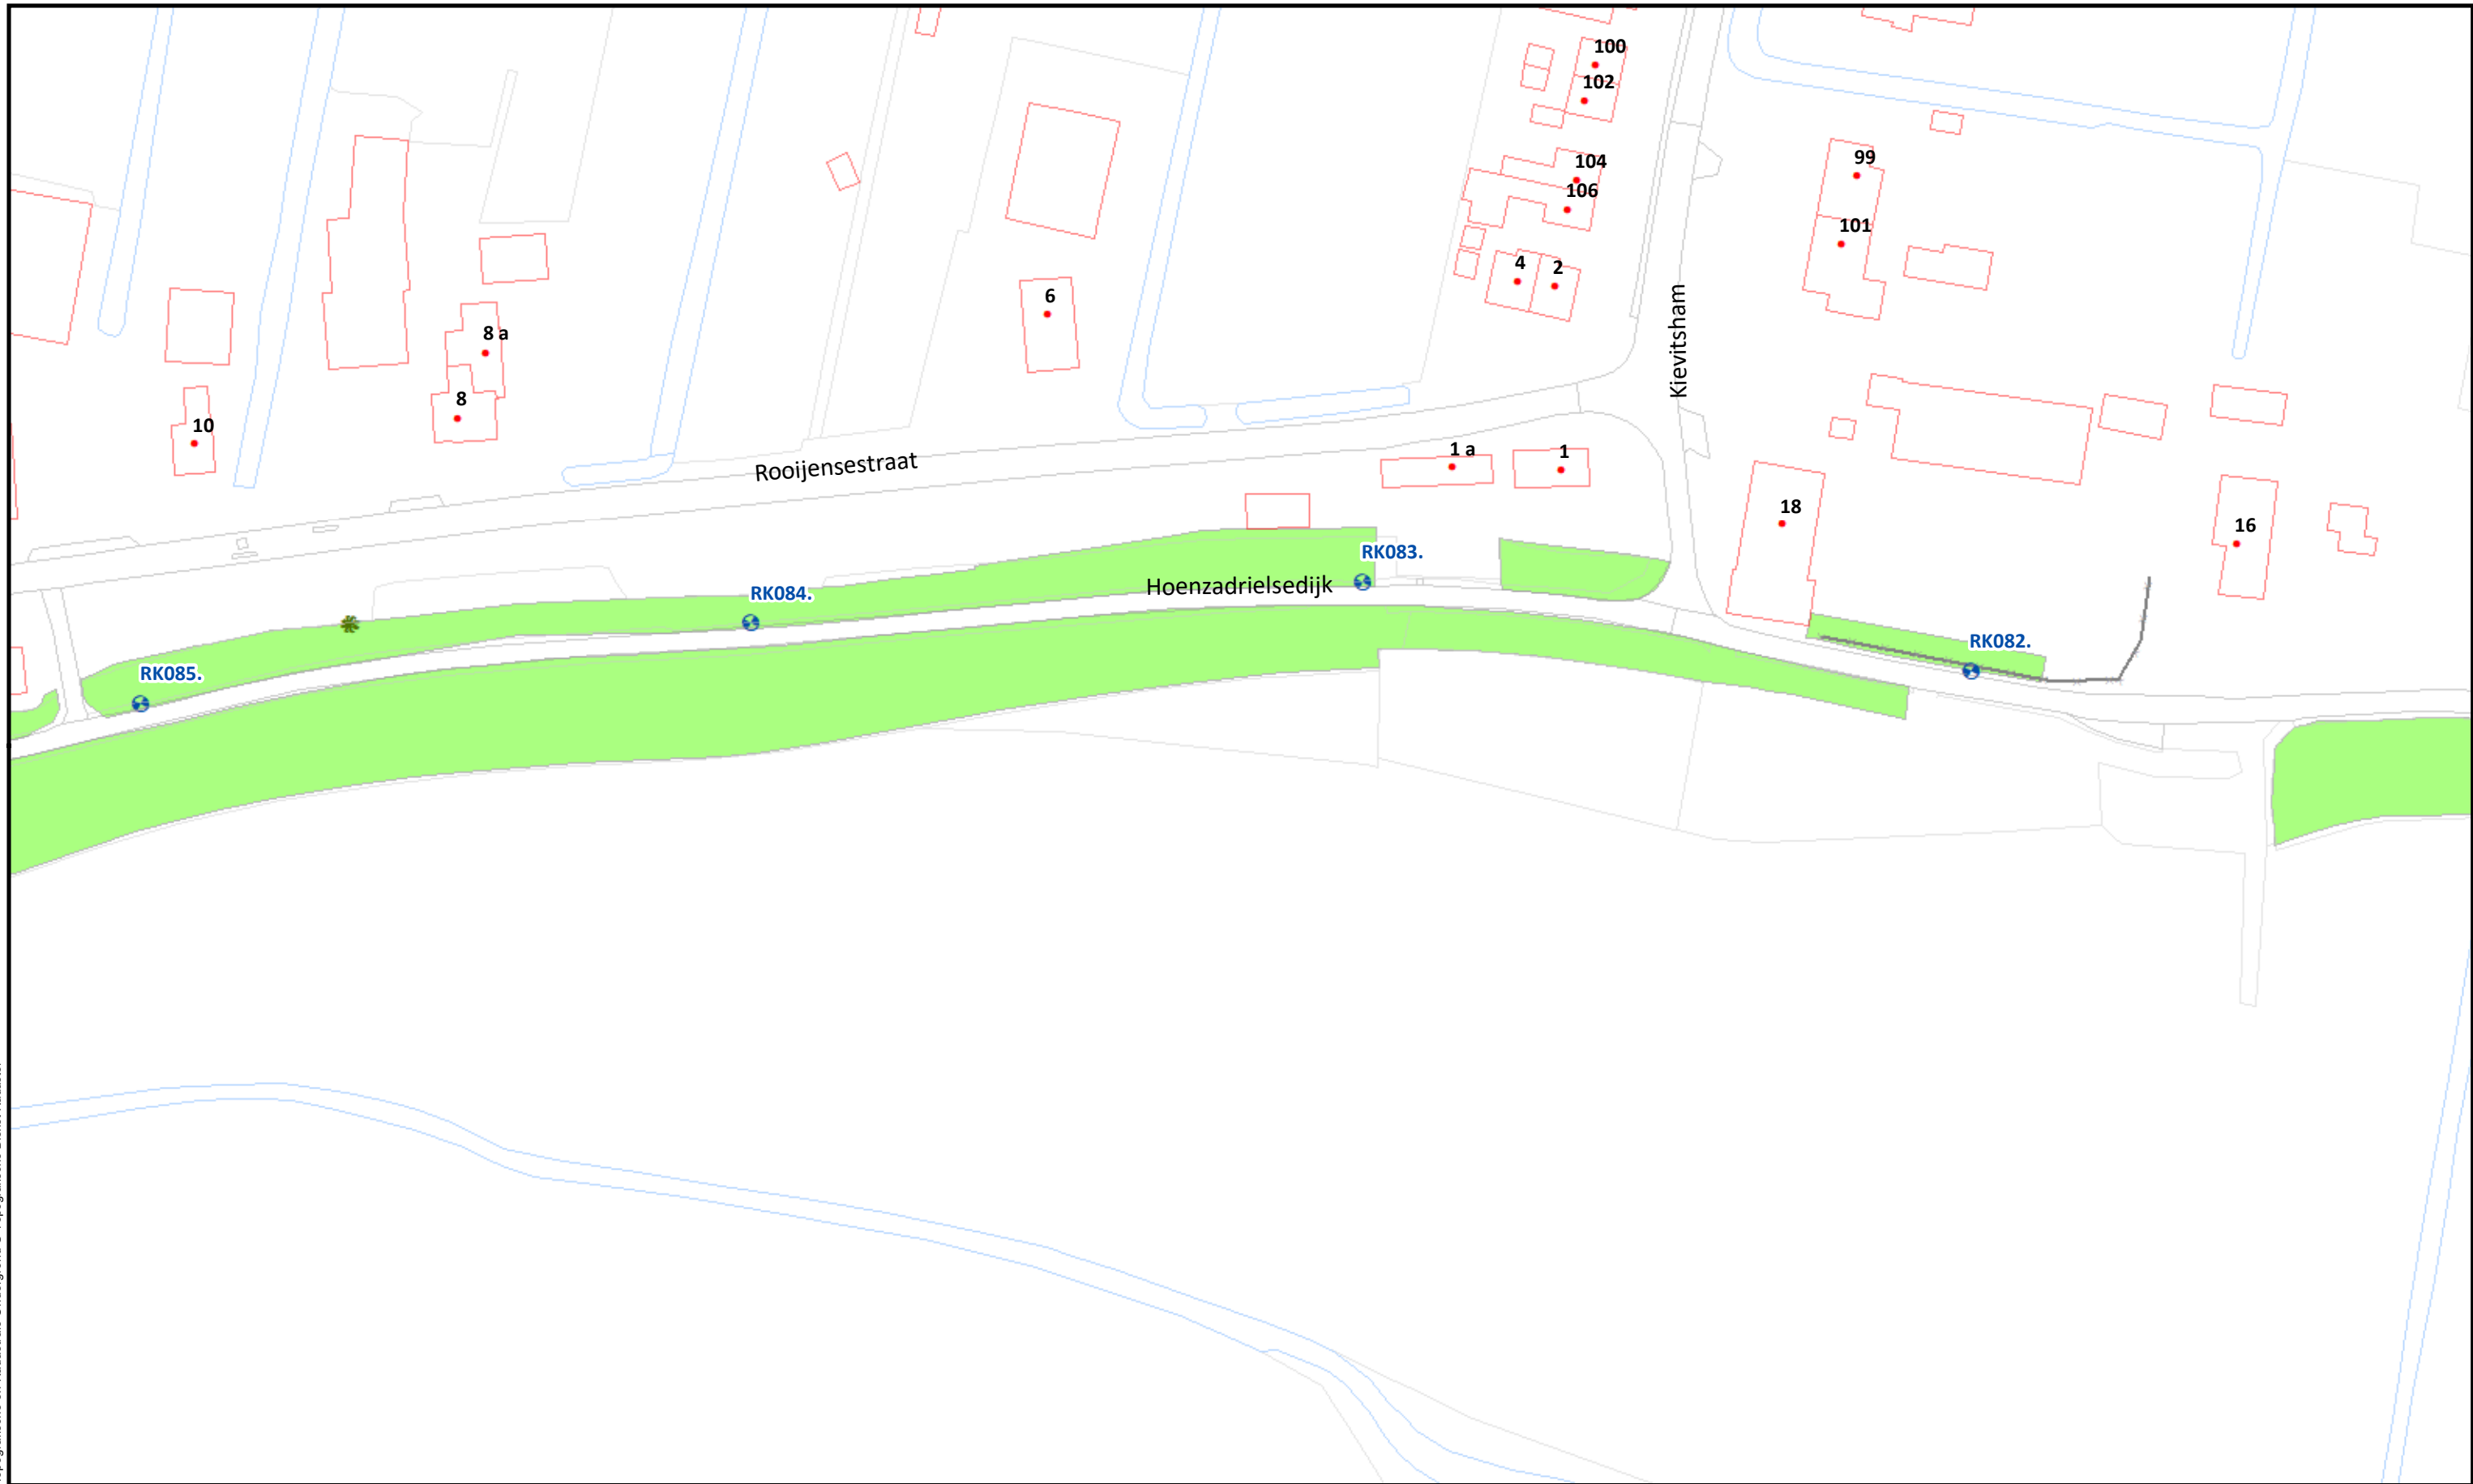 100
102
99
104
106
101
4
2
6
8 a
8
10
Kievitsham
Rooijensestraat
1 a
1
18
16
RK083.
Hoenzadrielsedijk
RK084.
RK082.
RK085.